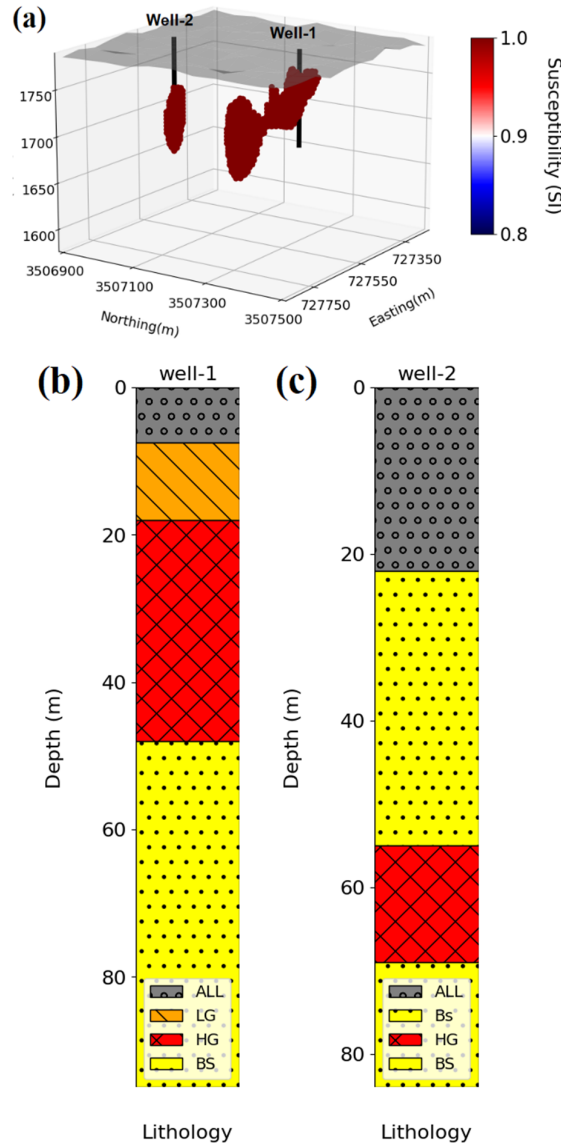 (a)
Well-2
Well-1
1750
1700
1650
1600
3506900
3507100
3507300
3507500
Northing(m)
727750
727550
727350
Easting(m)
1.0
0.9
0.8
Susceptibility (SI)
(b)
well-1
0
20
40
60
80
Depth (m)
ALL
LG
HG
BS
Lithology
(c)
well-2
0
20
40
60
80
Depth (m)
ALL
Bs
HG
BS
Lithology